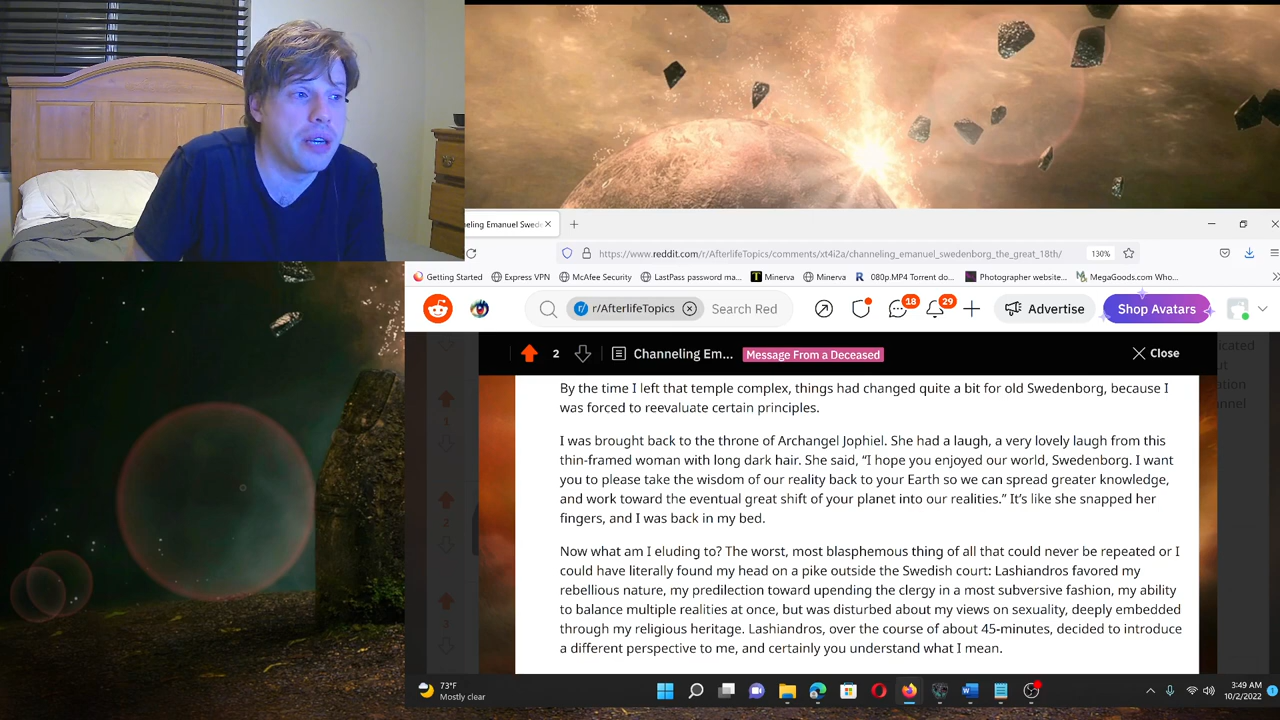 eling Emanuel Swede
https://www.reddit.com/r/AfterlifeTopics/comments/xt4i2a/channeling_emanuel_swedenborg_the_great_18th/
130%
Getting Started
Express VPN
McAfee Security
LastPass password ma...
Minerva
Minerva
080p.MP4 Torrent do...
Photographer website...
MegaGoods.com Who...
r/AfterlifeTopics
Search Red
18
29
Advertise
Shop Avatars
2
Channeling Em...
Message From a Deceased
Close
By the time I left that temple complex, things had changed quite a bit for old Swedenborg, because I
was forced to reevaluate certain principles.
I was brought back to the throne of Archangel Jophiel. She had a laugh, a very lovely laugh from this
thin-framed woman with long dark hair. She said, “I hope you enjoyed our world, Swedenborg. I want
you to please take the wisdom of our reality back to your Earth so we can spread greater knowledge,
and work toward the eventual great shift of your planet into our realities.” It’s like she snapped her
fingers, and I was back in my bed.
Now what am I eluding to? The worst, most blasphemous thing of all that could never be repeated or I
could have literally found my head on a pike outside the Swedish court: Lashiandros favored my
rebellious nature, my predilection toward upending the clergy in a most subversive fashion, my ability
to balance multiple realities at once, but was disturbed about my views on sexuality, deeply embedded
through my religious heritage. Lashiandros, over the course of about 45-minutes, decided to introduce
a different perspective to me, and certainly you understand what I mean.
73°F
Mostly clear
3:49 AM
10/2/2022